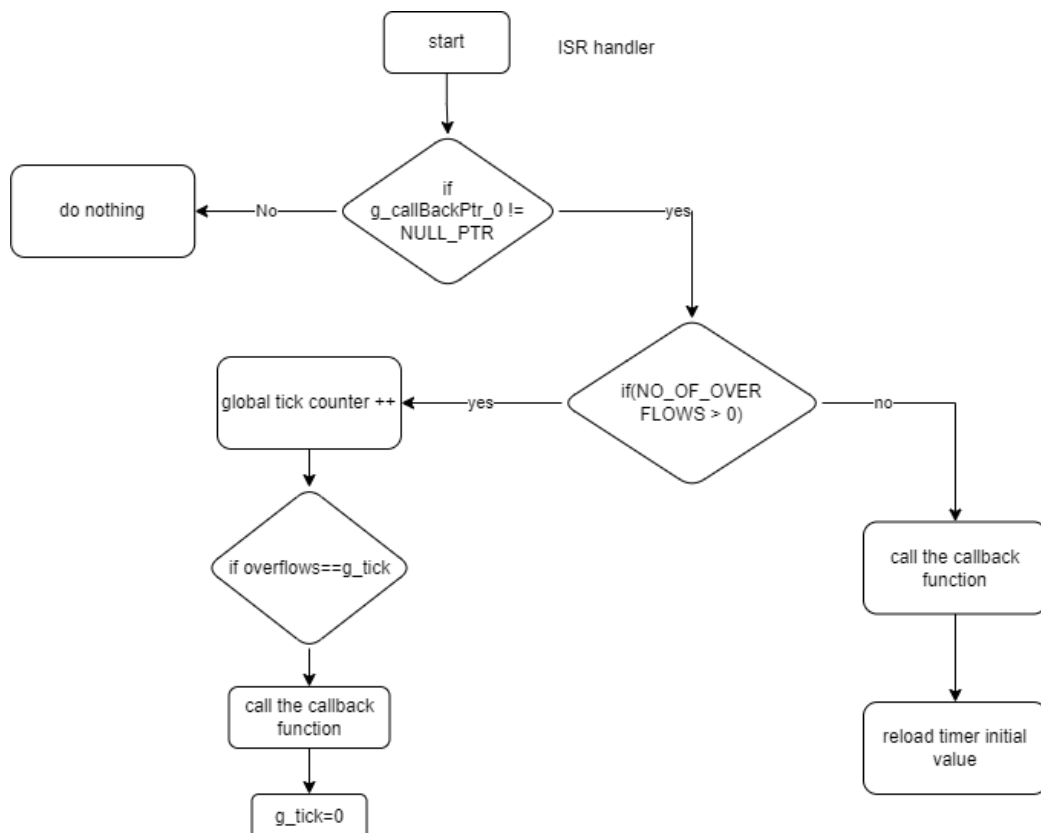 start
ISR handler
if
g_callBackPtr_0 !=
NULL_PTR
No
do nothing
yes
if(NO_OF_OVER
FLOWS > 0)
yes
global tick counter ++
no
if overflows==g_tick
call the callback
function
call the callback
function
reload timer initial
value
g_tick=0